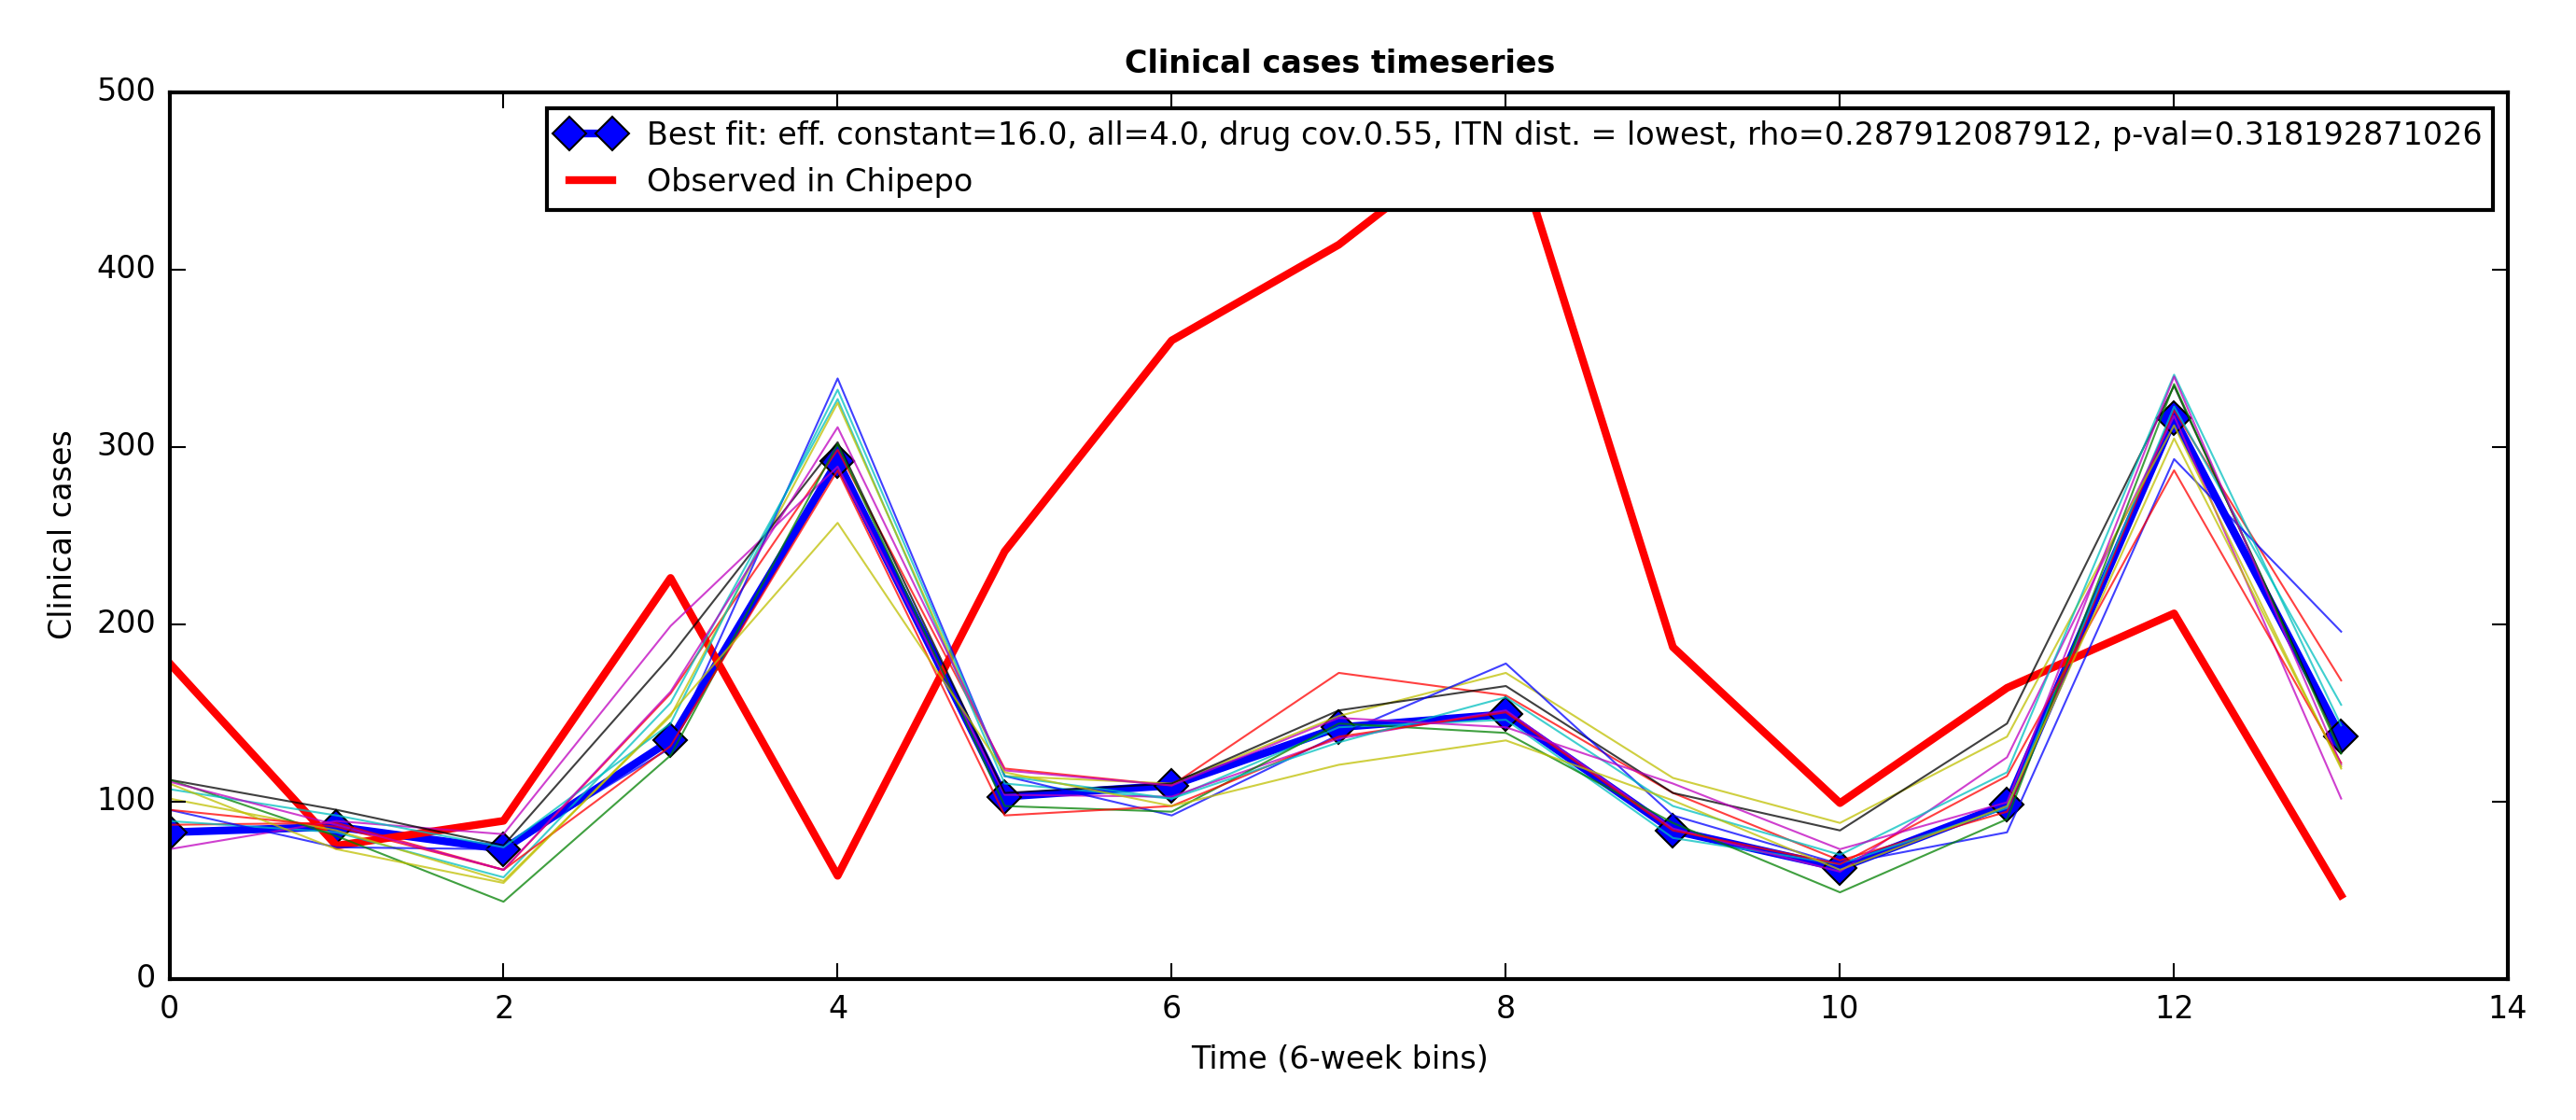 Clinical cases timeseries
500
Best fit: eff. constant=16.0, all=4.0, drug cov.0.55, ITN dist. = lowest, rho=0.287912087912, p-val=0.318192871026
Observed in Chipepo
400
300
Clinical cases
200
100
0
0 2 4 6 8 10 12 14
Time (6-week bins)